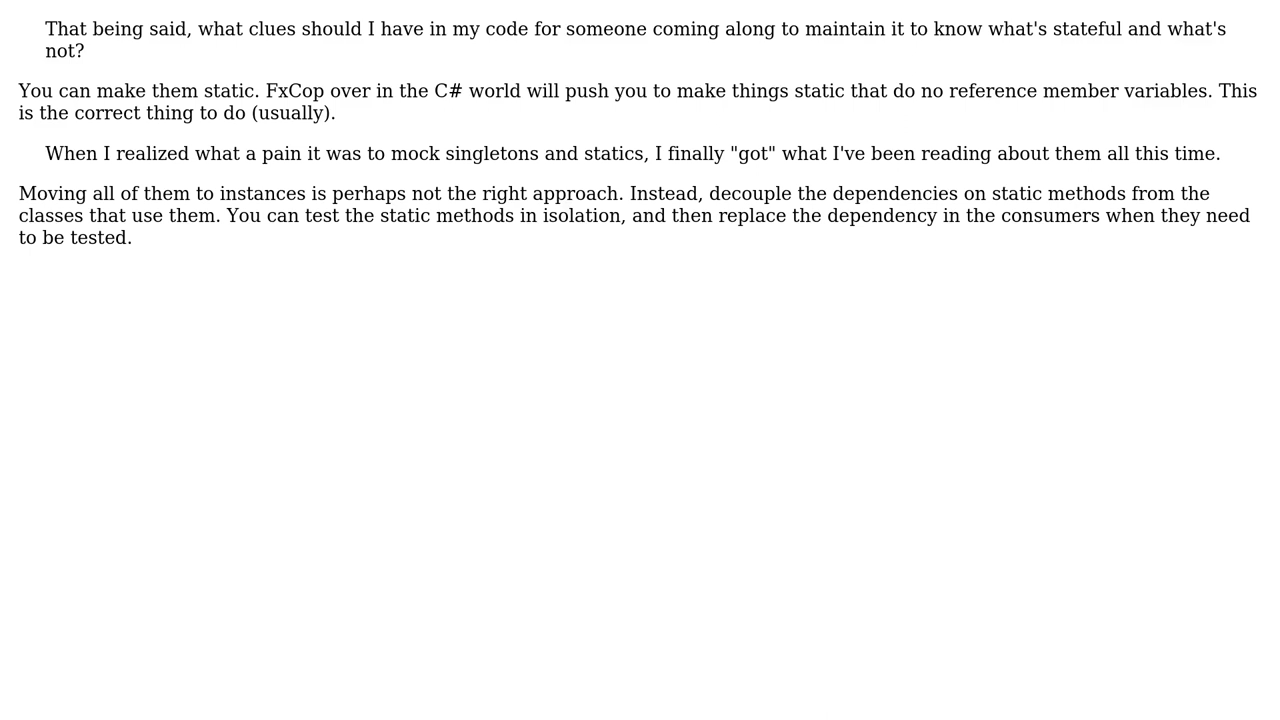 That being said, what clues should I have in my code for someone coming along to maintain it to know what's stateful and what's
not?
You can make them static. FxCop over in the C# world will push you to make things static that do no reference member variables. This
is the correct thing to do (usually).
When I realized what a pain it was to mock singletons and statics, I finally "got" what I've been reading about them all this time.
Moving all of them to instances is perhaps not the right approach. Instead, decouple the dependencies on static methods from the
classes that use them. You can test the static methods in isolation, and then replace the dependency in the consumers when they need
to be tested.